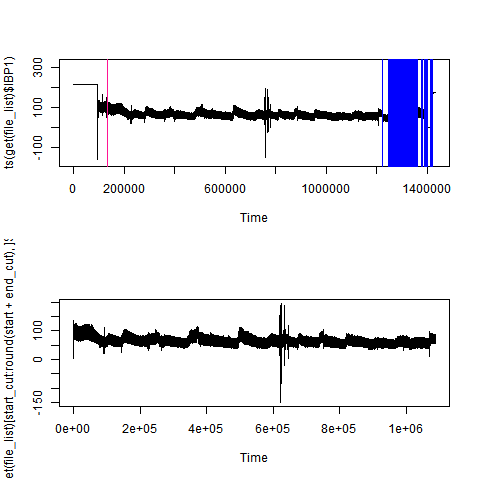 ts(get(file_list)$IBP1)
300
100
-100
0
200000
600000
1000000
1400000
Time
et(file_list)[start_cut:round(start + end_cut), ]$
100
0
-150
0e+00
2e+05
4e+05
6e+05
8e+05
1e+06
Time